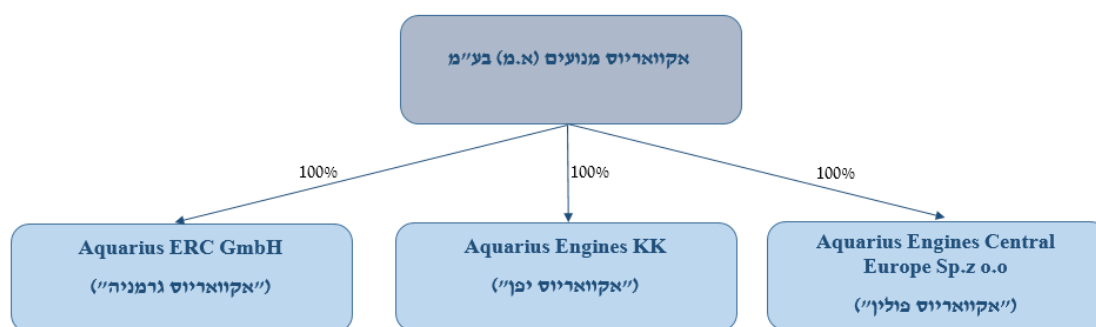 אקוואריוס מנועים (א.מ) בע"מ
100%
100%
100%
Aquarius ERC GmbH
("אקוואריוס גרמניה")
Aquarius Engines KK
("אקוואריוס יפן")
Aquarius Engines Central
Europe Sp.z o.o
("אקוואריוס פולין")